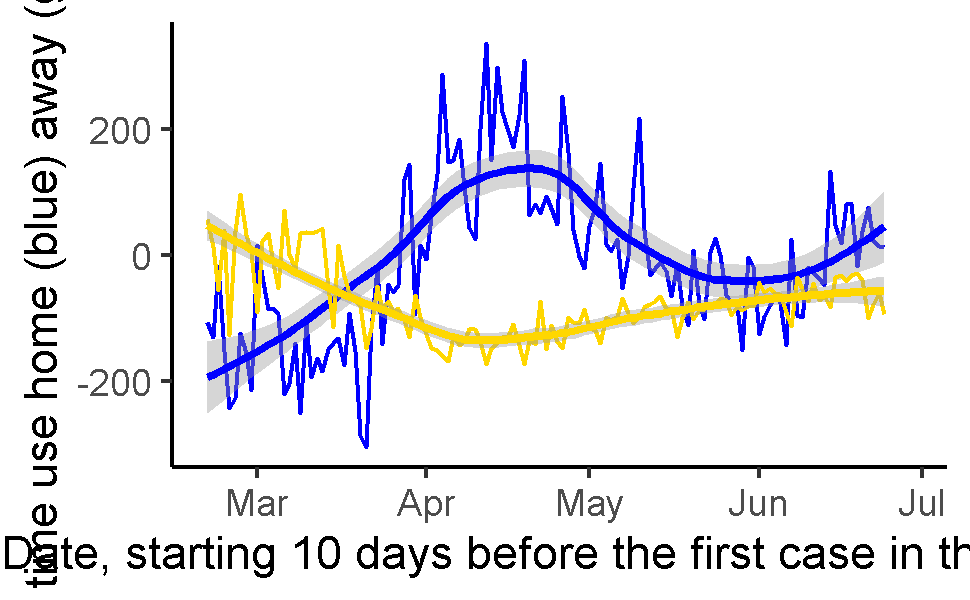 time use home (blue) away (
200
0
-200
Mar Apr May Jun Jul
Date, starting 10 days before the first case in th